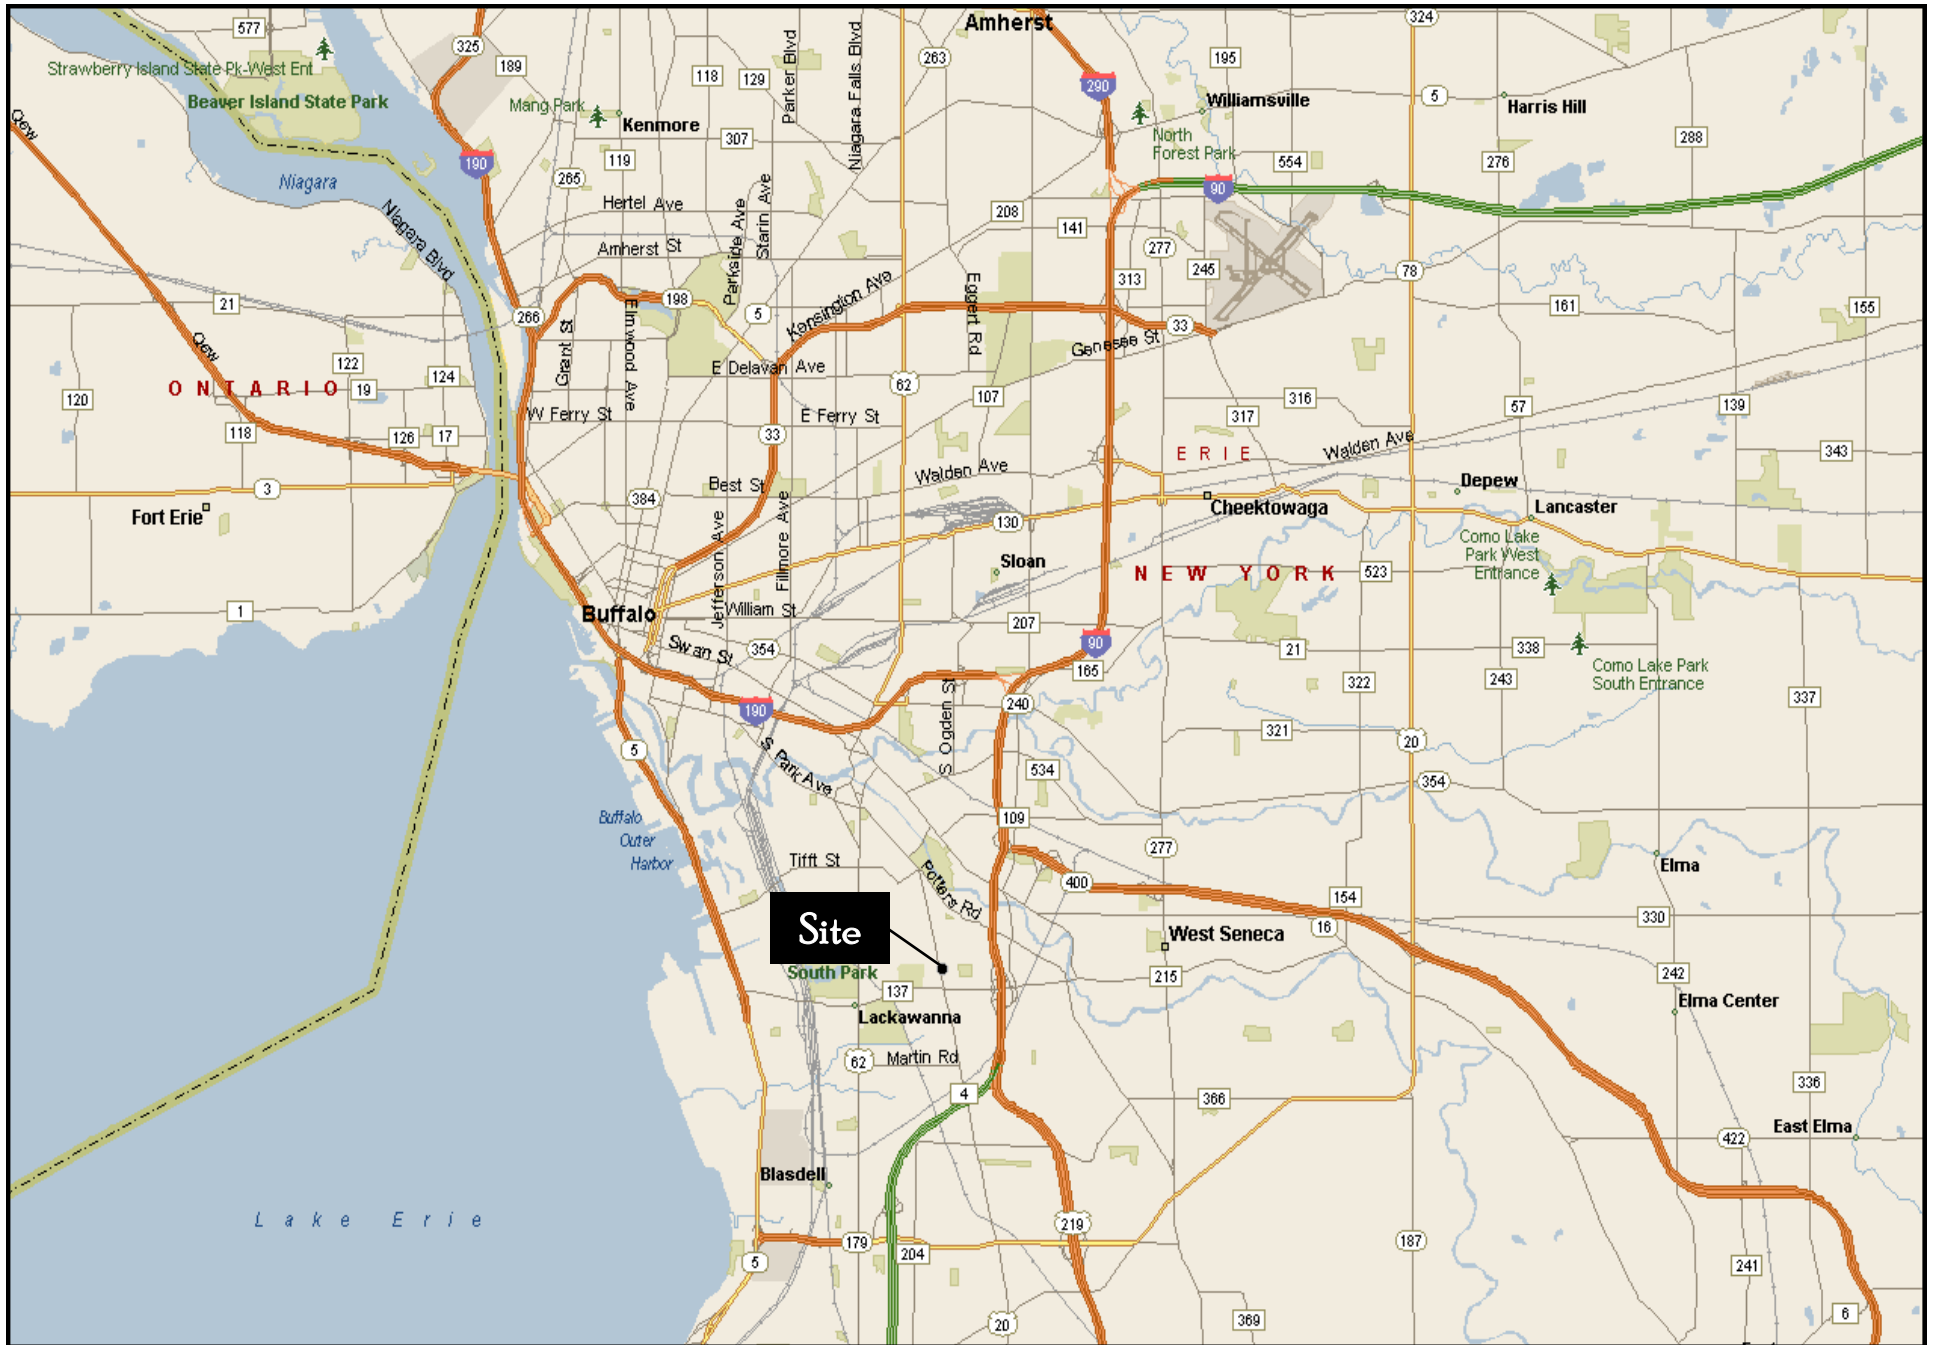 577
325
189
Strawberry Island State Pk-West Ent
Beaver Island State Park
Mang Park
Kenmore
118
129
Parker Blvd
Niagara Falls Blvd
263
Amherst
290
195
324
Williamsville
5
Harris Hill
North
Forest Park
554
276
288
Qew
190
Niagara
265
119
307
Hertel Ave
Amherst St
Parkside Ave
Starin Ave
208
141
90
277
245
313
78
161
155
Niagara Blvd
21
266
198
5
Kensington Ave
Eggert Rd
33
Genesee St
Grant St
Elmwood Ave
E Delavan Ave
Qew
122
124
19
ONTARIO
120
118
126
17
W Ferry St
E Ferry St
33
62
107
317
316
57
139
343
ERIE
Walden Ave
Walden Ave
3
Fort Erie
384
Best St
Jefferson Ave
Fillmore Ave
130
Cheektowaga
Depew
Lancaster
Como Lake
Park West
Entrance
Sloan
NEW YORK
523
1
Buffalo
William St
207
Swan St
354
90
165
21
338
Como Lake Park
South Entrance
322
243
337
190
240
S Ogden St
321
20
5
S Park Ave
534
354
Buffalo
Outer
Harbor
109
277
Tifft St
Potters Rd
400
154
Elma
Site
West Seneca
16
330
South Park
137
215
242
Elma Center
Lackawanna
62
Martin Rd
4
366
336
422
East Elma
Blasdell
Lake Erie
219
179
204
187
5
241
20
369
6